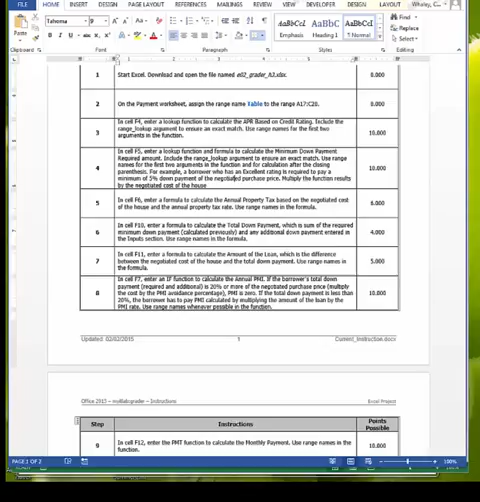 FILE HOME INSERT DESIGN PAGE LAYOUT REFERENCES MAILINGS REVIEW VIEW DEVELOPER DESIGN LAYOUT Whaley, C...
Tahoma 9
Find
AaBbCcL AaBbC AaBbCcI
Replace
Paste
Emphasis Heading 1 ¶ Normal
Select
Clipboard Font Paragraph Styles Editing
1 Start Excel. Download and open the file named e02_grader_h3.xlsx. 0.000
2 On the Payment worksheet, assign the range name Table to the range A17:C20. 0.000
3 In cell F4, enter a lookup function to calculate the APR Based on Credit Rating. Include the
range_lookup argument to ensure an exact match. Use range names for the first two
arguments in the function. 10.000
4 In cell F5, enter a lookup function and formula to calculate the Minimum Down Payment
Required amount. Include the range_lookup argument to ensure an exact match. Use range
names for the first two arguments in the function and for calculation after the closing
parenthesis. For example, a borrower who has an Excellent rating is required to pay a
minimum of 5% down payment of the negotiated purchase price. Multiply the function results
by the negotiated cost of the house 10.000
5 In cell F6, enter a formula to calculate the Annual Property Tax based on the negotiated cost
of the house and the annual property tax rate. Use range names in the formula. 6.000
6 In cell F10, enter a formula to calculate the Total Down Payment, which is sum of the required
minimum down payment (calculated previously) and any additional down payment entered in
the Inputs section. Use range names in the formula. 4.000
7 In cell F11, enter a formula to calculate the Amount of the Loan, which is the difference
between the negotiated cost of the house and the total down payment. Use range names in
the formula. 5.000
8 In cell F7, enter an IF function to calculate the Annual PMI. If the borrower's total down
payment (required and additional) is 20% or more of the negotiated purchase price (multiply
the cost by the PMI avoidance percentage), PMI is zero. If the total down payment is less than
20%, the borrower has to pay PMI calculated by multiplying the amount of the loan by the
PMI rate. Use range names whenever possible in the function. 10.000
Updated: 02/02/2015 1 Current_Instruction.docx
Office 2013 – myitlab:grader – Instructions Excel Project
Step Instructions Points
Possible
9 In cell F12, enter the PMT function to calculate the Monthly Payment. Use range names in the
function. 10.000
PAGE 1 OF 2 100%